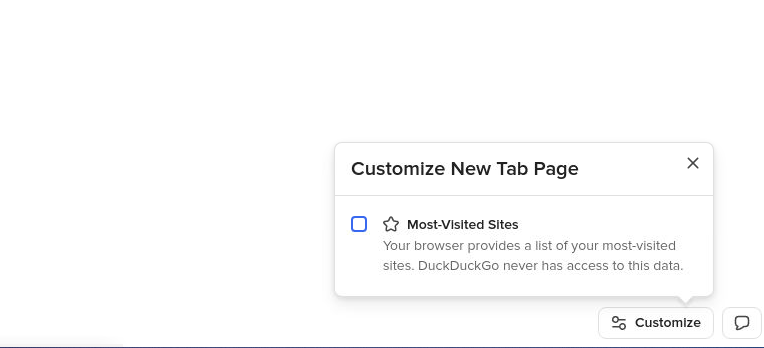 Customize New Tab Page
Most-Visited Sites
Your browser provides a list of your most-visited
sites. DuckDuckGo never has access to this data.
Customize